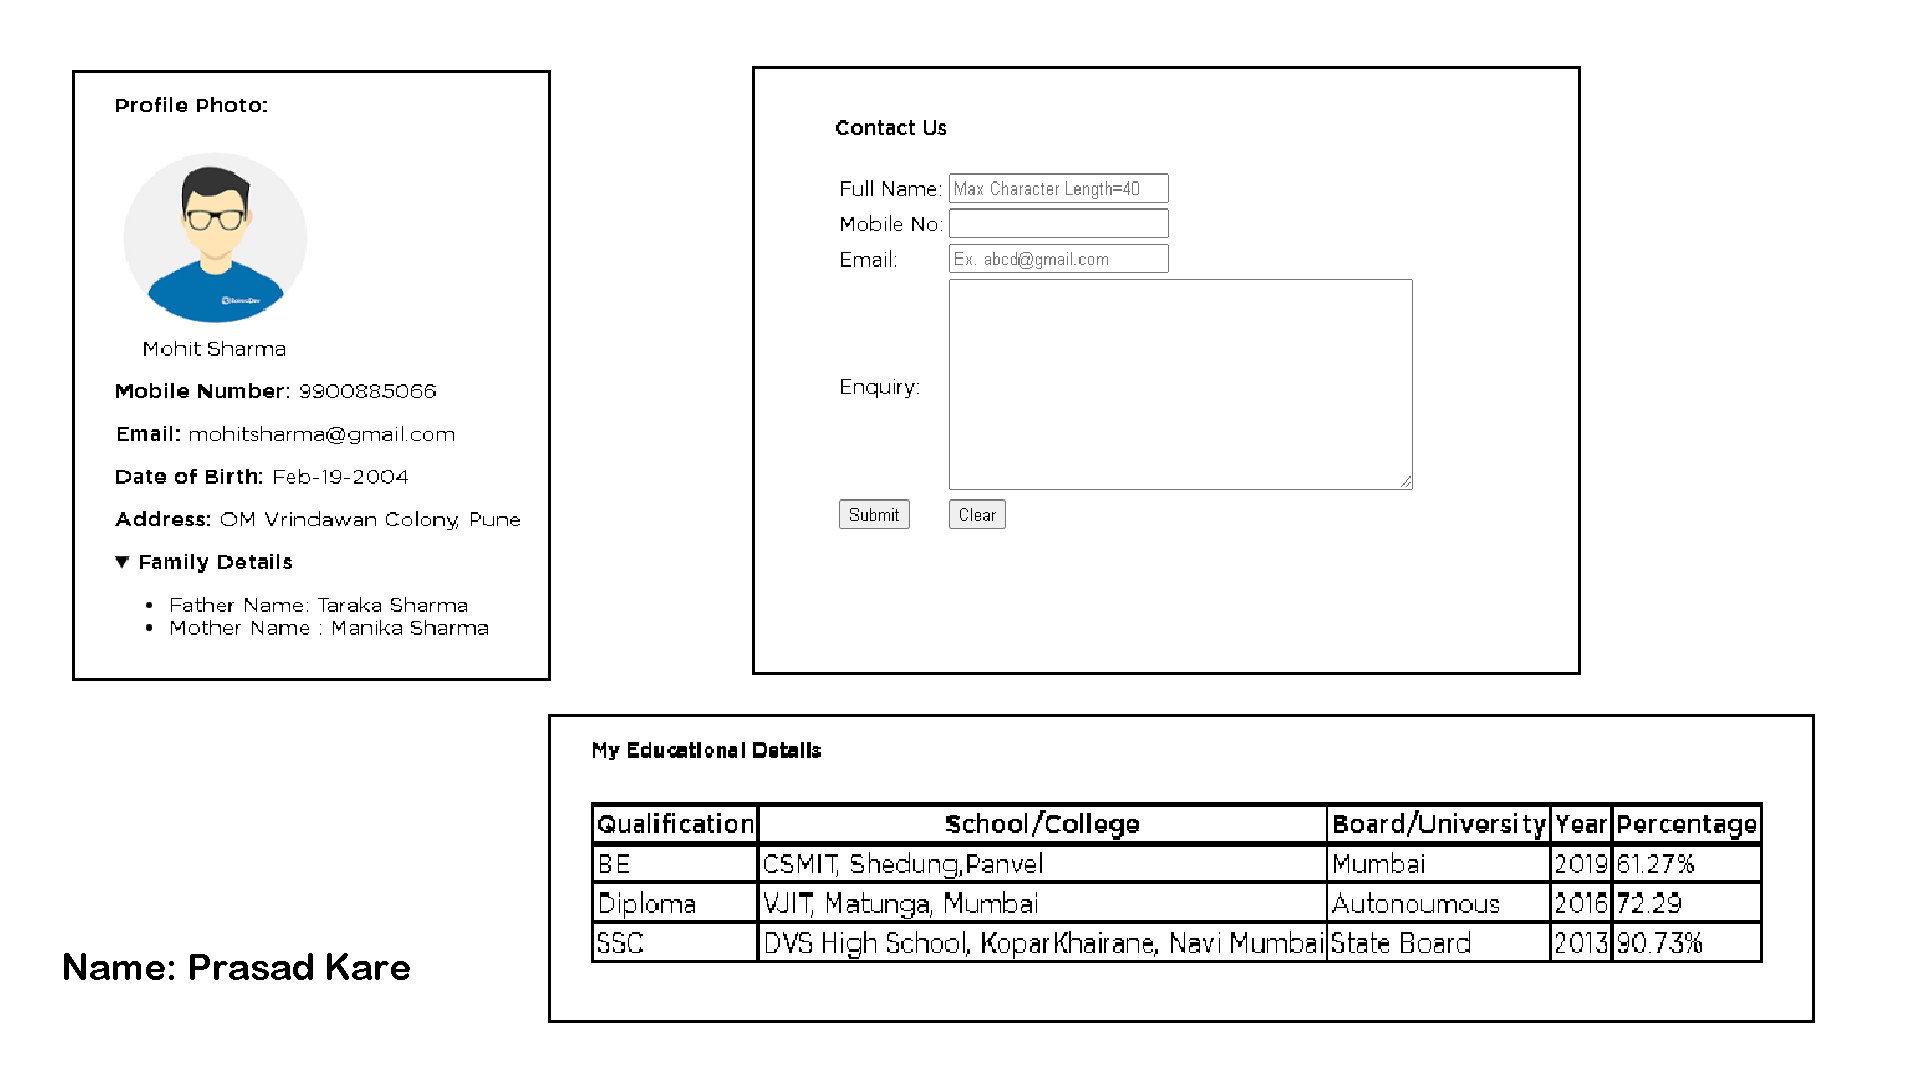 Profile Photo:
Mohit Sharma
Mobile Number: 9900885066
Email: mohitsharma@gmail.com
Date of Birth: Feb-19-2004
Address: OM Vrindawan Colony, Pune
▼ Family Details
• Father Name: Taraka Sharma
• Mother Name : Manika Sharma
Contact Us
Full Name: Max Character Length=40
Mobile No:
Email: Ex. abcd@gmail.com
Enquiry:
Submit Clear
My Educational Details
Qualification School/College Board/University Year Percentage
BE CSMIT, Shedung,Panvel Mumbai 2019 61.27%
Diploma VJIT, Matunga, Mumbai Autonoumous 2016 72.29
SSC DVS High School, KoparKhairane, Navi Mumbai State Board 2013 90.73%
Name: Prasad Kare